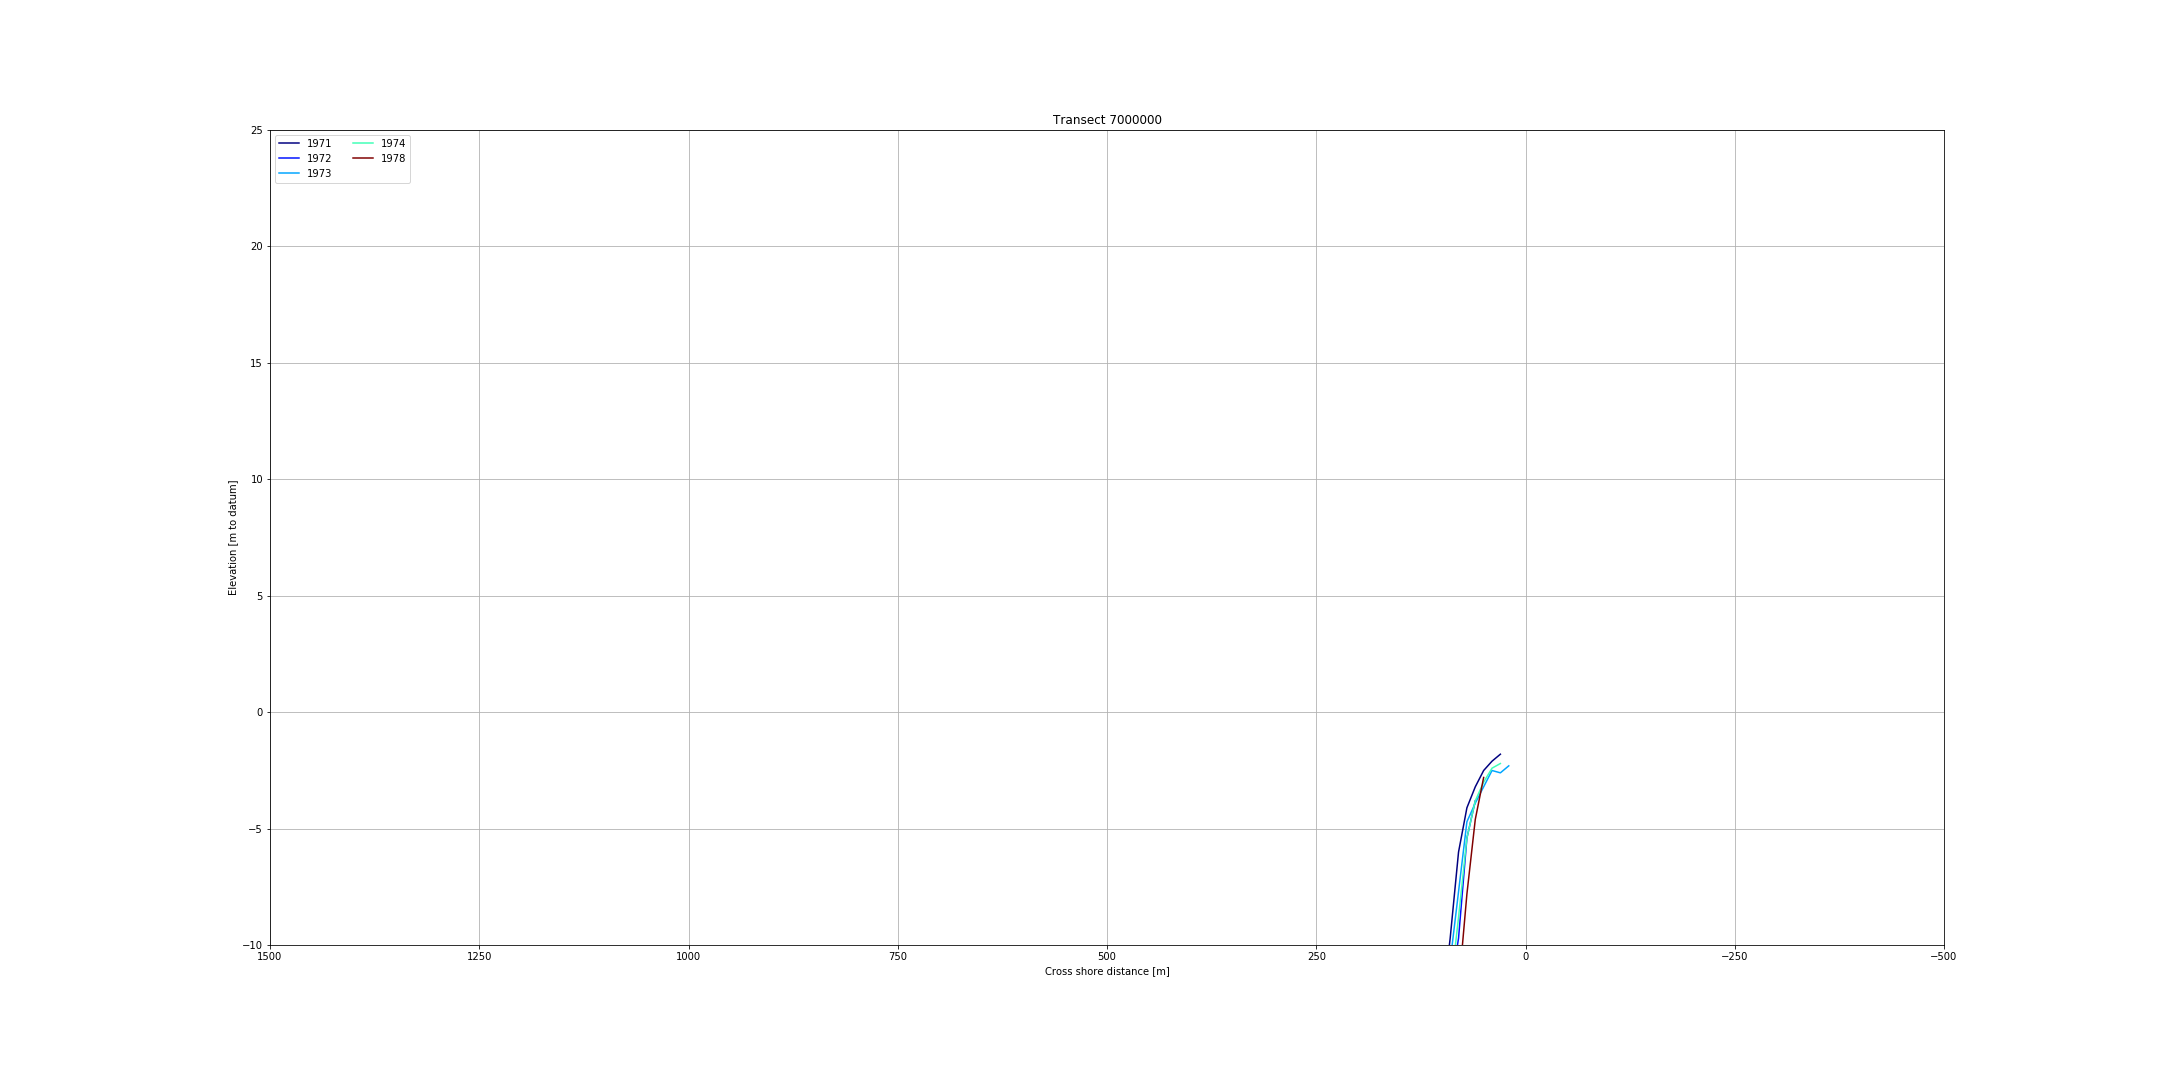 Transect 7000000
1971 1974
1972 1978
1973
25
20
15
10
5
0
−5
−10
Elevation [m to datum]
1500 1250 1000 750 500 250 0 −250 −500
Cross shore distance [m]